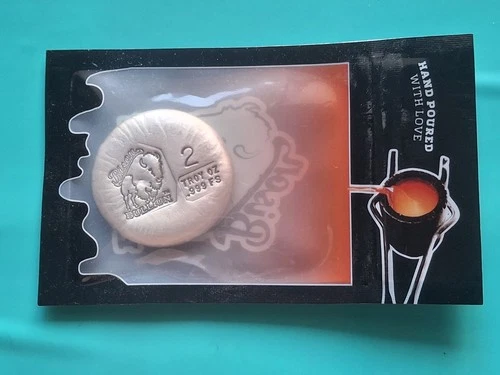 HAND POURED
WITH LOVE
2
TROY OZ
.999 FS
BULLION